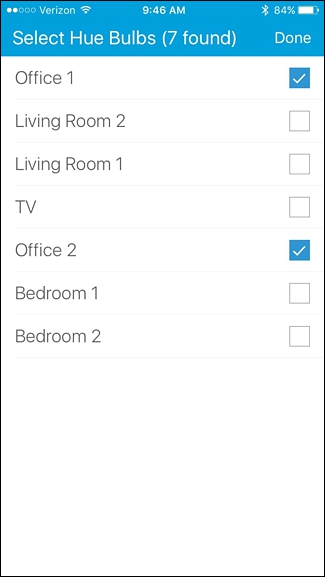 Verizon 9:46 AM 84%
Select Hue Bulbs (7 found) Done
Office 1
Living Room 2
Living Room 1
TV
Office 2
Bedroom 1
Bedroom 2